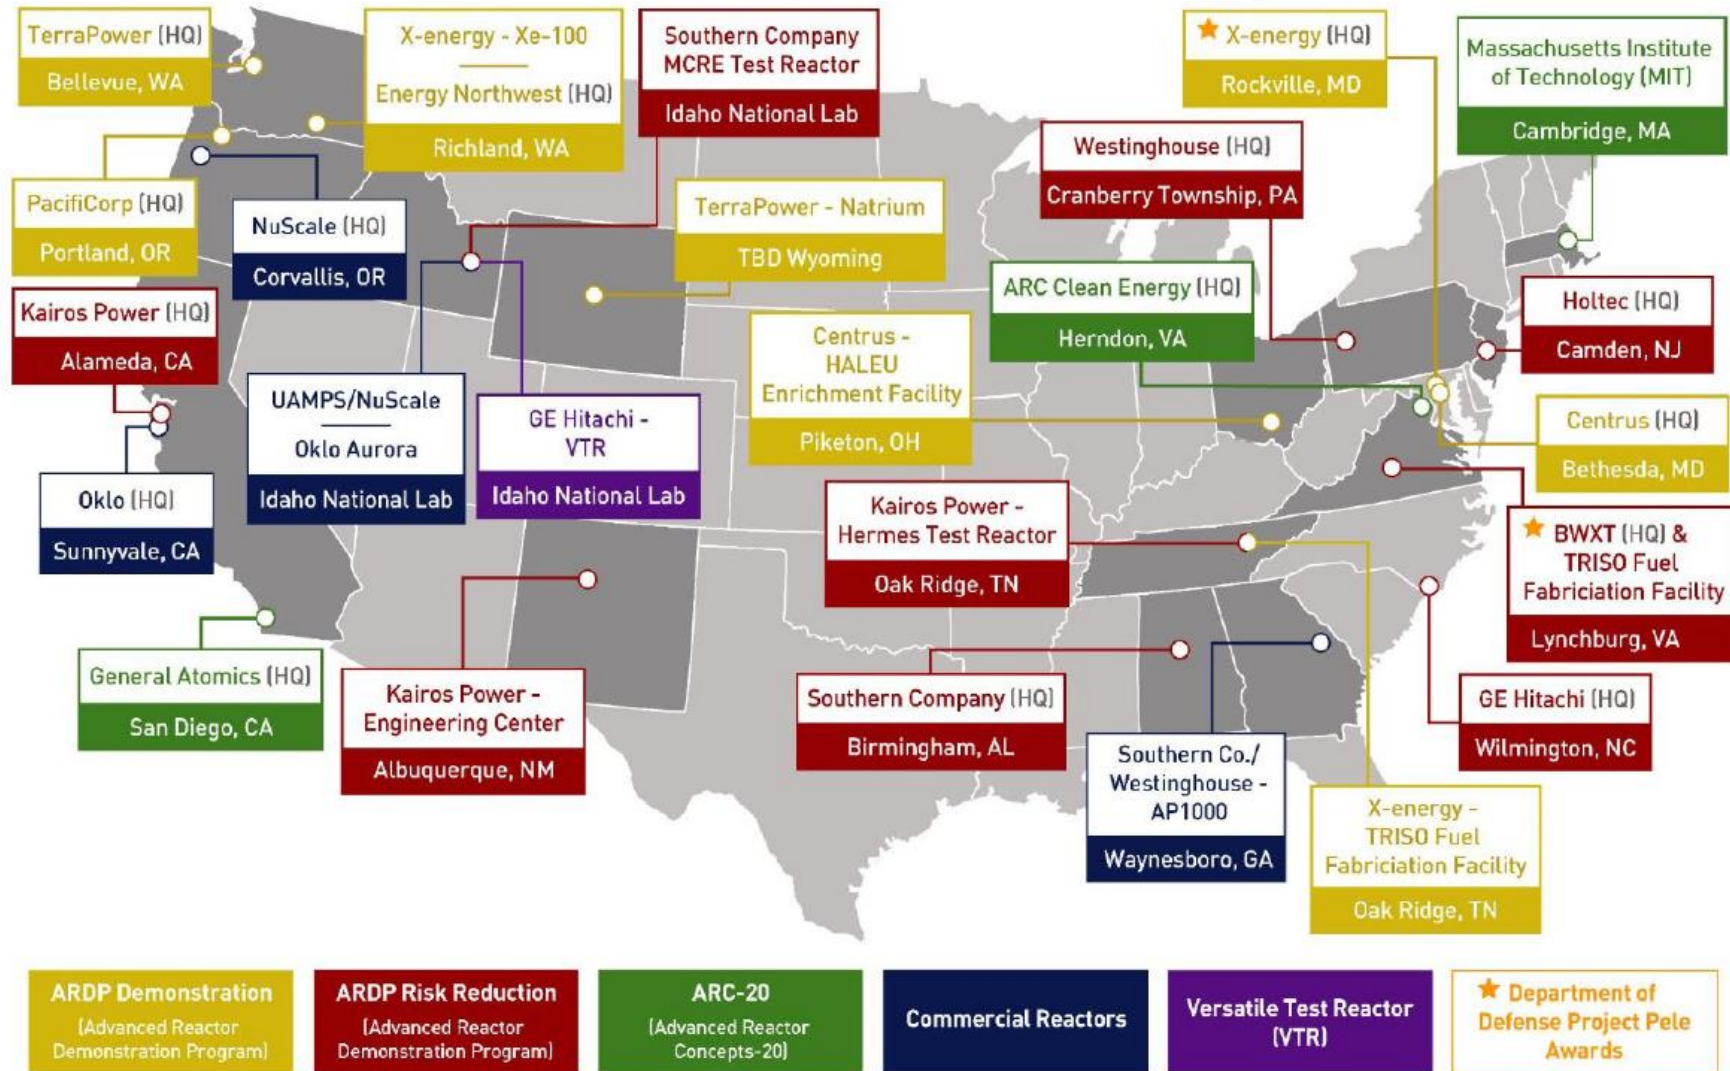 TerraPower (HQ)
Bellevue, WA
X-energy - Xe-100
Energy Northwest (HQ)
Richland, WA
Southern Company
MCRE Test Reactor
Idaho National Lab
★ X-energy (HQ)
Rockville, MD
Massachusetts Institute
of Technology (MIT)
Cambridge, MA
Westinghouse (HQ)
Cranberry Township, PA
PacifiCorp (HQ)
Portland, OR
NuScale (HQ)
Corvallis, OR
TerraPower - Natrium
TBD Wyoming
ARC Clean Energy (HQ)
Herndon, VA
Holtec (HQ)
Camden, NJ
Kairos Power (HQ)
Alameda, CA
Centrus -
HALEU
Enrichment Facility
Piketon, OH
UAMPS/NuScale
Oklo Aurora
Idaho National Lab
GE Hitachi -
VTR
Idaho National Lab
Centrus (HQ)
Bethesda, MD
Oklo (HQ)
Sunnyvale, CA
Kairos Power -
Hermes Test Reactor
Oak Ridge, TN
★ BWXT (HQ) &
TRISO Fuel
Fabriciation Facility
Lynchburg, VA
General Atomics (HQ)
San Diego, CA
Kairos Power -
Engineering Center
Albuquerque, NM
Southern Company (HQ)
Birmingham, AL
GE Hitachi (HQ)
Wilmington, NC
Southern Co./
Westinghouse -
AP1000
Waynesboro, GA
X-energy -
TRISO Fuel
Fabriciation Facility
Oak Ridge, TN
ARDP Demonstration
(Advanced Reactor
Demonstration Program)
ARDP Risk Reduction
(Advanced Reactor
Demonstration Program)
ARC-20
(Advanced Reactor
Concepts-20)
Commercial Reactors
Versatile Test Reactor
(VTR)
★ Department of
Defense Project Pele
Awards